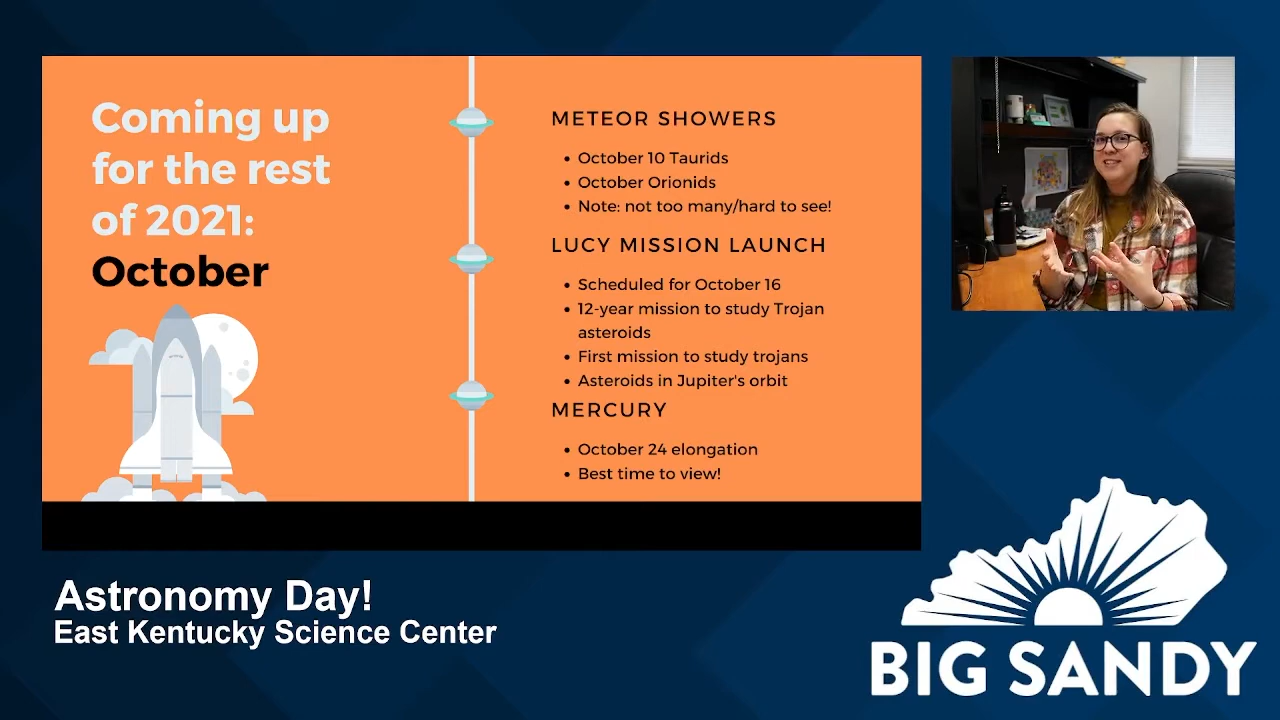 Coming up
for the rest
of 2021:
October
METEOR SHOWERS
• October 10 Taurids
• October Orionids
• Note: not too many/hard to see!
LUCY MISSION LAUNCH
• Scheduled for October 16
• 12-year mission to study Trojan
asteroids
• First mission to study trojans
• Asteroids in Jupiter's orbit
MERCURY
• October 24 elongation
• Best time to view!
Astronomy Day!
East Kentucky Science Center
BIG SANDY